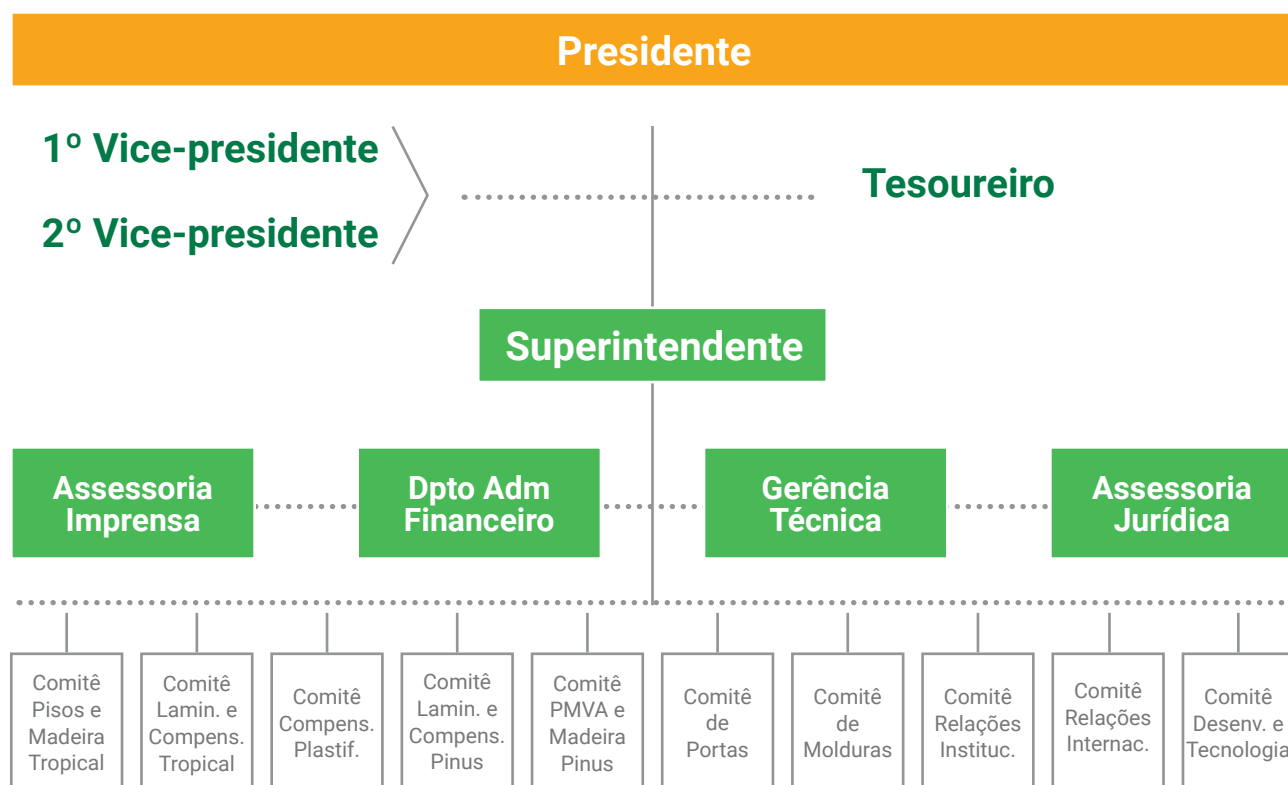 Presidente
1º Vice-presidente
2º Vice-presidente
Tesoureiro
Superintendente
Assessoria
Imprensa
Dpto Adm
Financeiro
Gerência
Técnica
Assessoria
Jurídica
Comitê
Pisos e
Madeira
Tropical
Comitê
Lamin. e
Compens.
Tropical
Comitê
Compens.
Plastif.
Comitê
Lamin. e
Compens.
Pinus
Comitê
PMVA e
Madeira
Pinus
Comitê
de
Portas
Comitê
de
Molduras
Comitê
Relações
Instituc.
Comitê
Relações
Internac.
Comitê
Desenv. e
Tecnologia